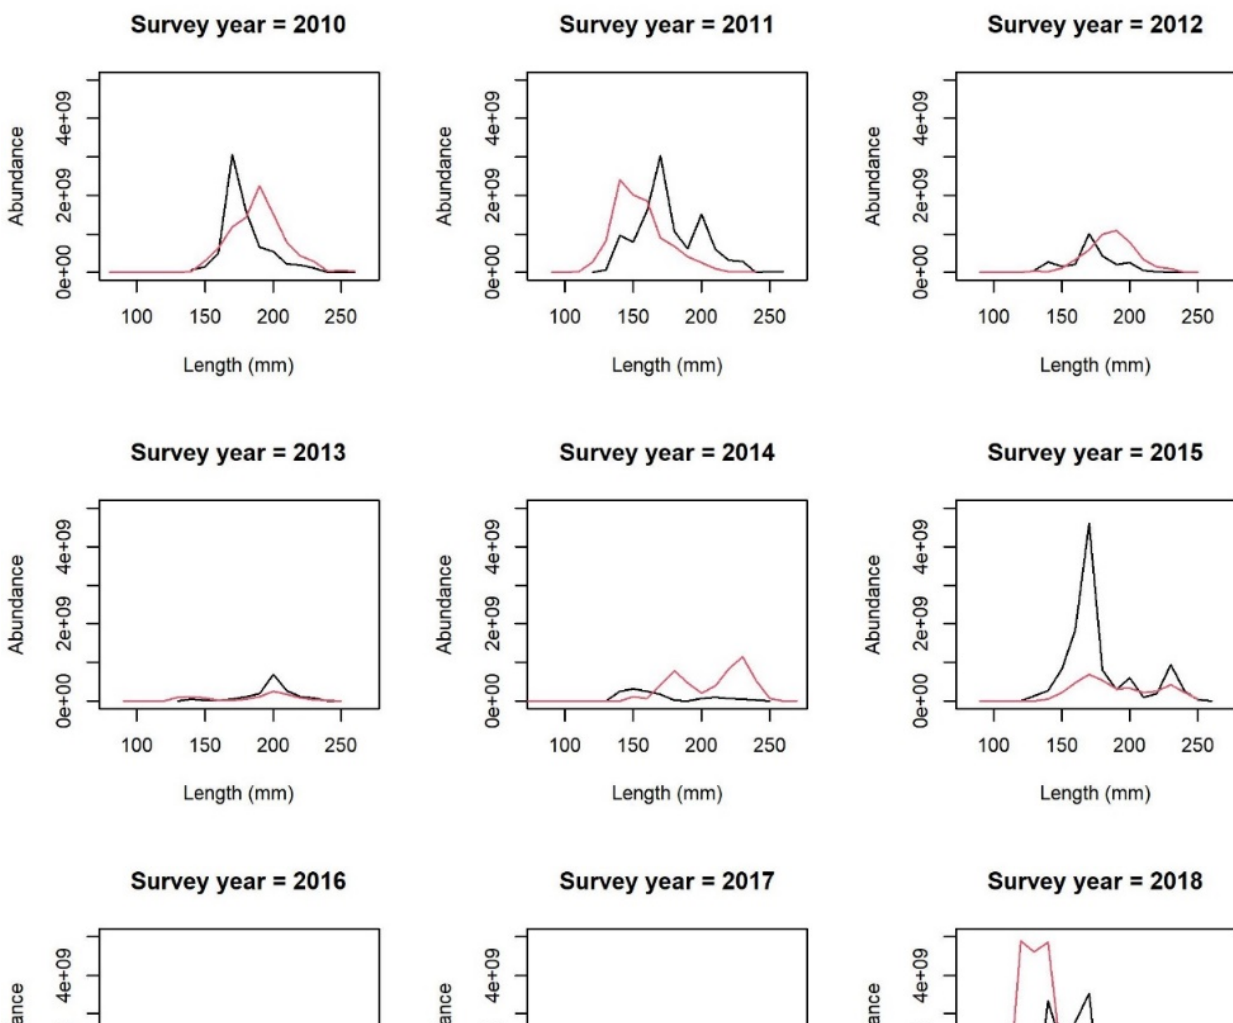 Survey year = 2010
Abundance
0e+00 2e+09 4e+09
100 150 200 250
Length (mm)
Survey year = 2011
Abundance
0e+00 2e+09 4e+09
100 150 200 250
Length (mm)
Survey year = 2012
Abundance
0e+00 2e+09 4e+09
100 150 200 250
Length (mm)
Survey year = 2013
Abundance
0e+00 2e+09 4e+09
100 150 200 250
Length (mm)
Survey year = 2014
Abundance
0e+00 2e+09 4e+09
100 150 200 250
Length (mm)
Survey year = 2015
Abundance
0e+00 2e+09 4e+09
100 150 200 250
Length (mm)
Survey year = 2016
ance
4e+09
Survey year = 2017
ance
4e+09
Survey year = 2018
ance
4e+09